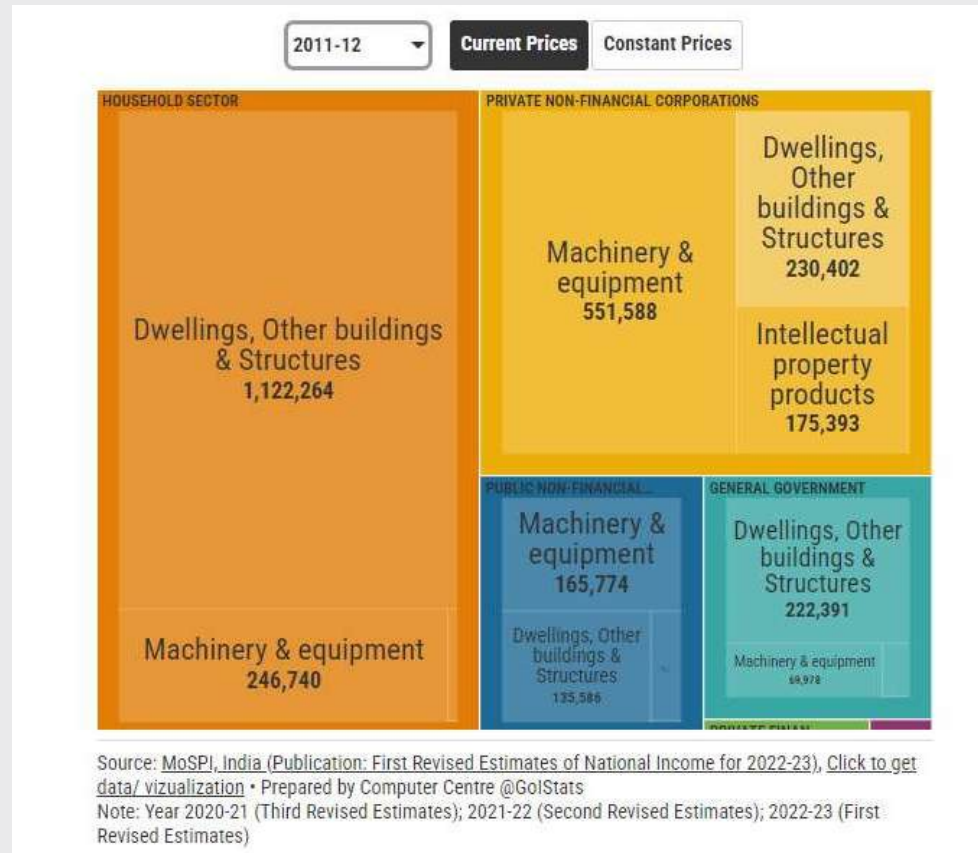 2011-12
Current Prices
Constant Prices
HOUSEHOLD SECTOR
Dwellings, Other buildings
& Structures
1,122,264
Machinery & equipment
246,740
PRIVATE NON-FINANCIAL CORPORATIONS
Machinery &
equipment
551,588
Dwellings,
Other
buildings &
Structures
230,402
Intellectual
property
products
175,393
PUBLIC NON-FINANCIAL...
Machinery &
equipment
165,774
Dwellings, Other
buildings &
Structures
135,586
GENERAL GOVERNMENT
Dwellings, Other
buildings &
Structures
222,391
Machinery & equipment
69,978
Source: MoSPI, India (Publication: First Revised Estimates of National Income for 2022-23), Click to get
data/ vizualization • Prepared by Computer Centre @GoIStats
Note: Year 2020-21 (Third Revised Estimates); 2021-22 (Second Revised Estimates); 2022-23 (First
Revised Estimates)